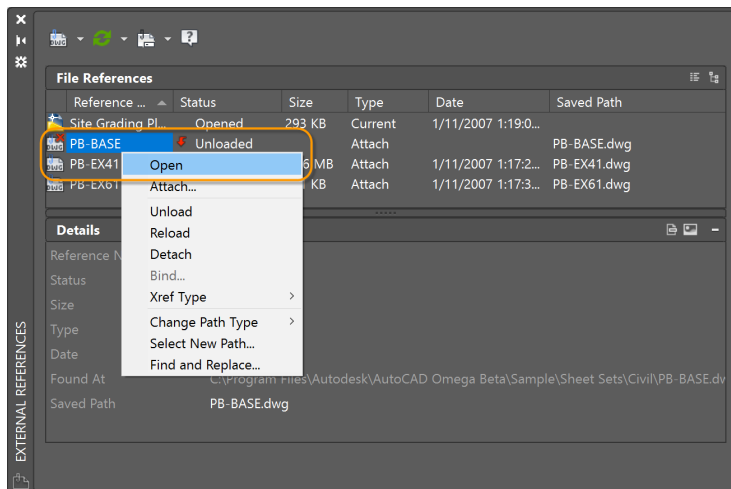 DWG
File References
Reference ... Status Size Type Date Saved Path
Site Grading Pl... Opened 293 KB Current 1/11/2007 1:19:0...
PB-BASE Unloaded Attach PB-BASE.dwg
PB-EX41 MB Attach 1/11/2007 1:17:2... PB-EX41.dwg
PB-EX61 KB Attach 1/11/2007 1:17:3... PB-EX61.dwg
Open
Attach...
Unload
Reload
Detach
Bind...
Xref Type
Change Path Type
Select New Path...
Find and Replace...
Details
Reference N
Status
Size
Type
Date
Found At C:\Program Files\Autodesk\AutoCAD Omega Beta\Sample\Sheet Sets\Civil\PB-BASE.dw
Saved Path PB-BASE.dwg
EXTERNAL REFERENCES